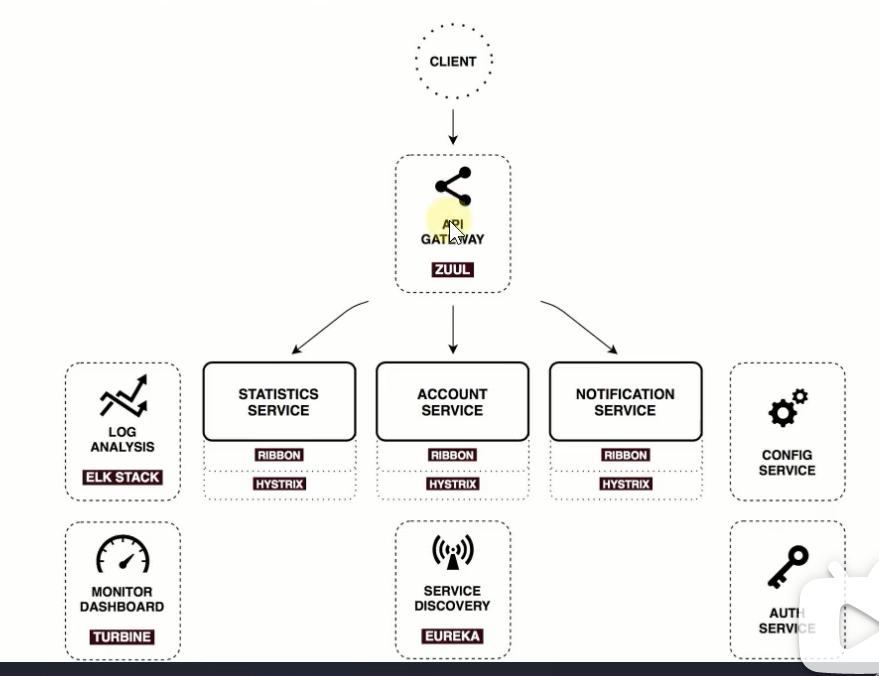 CLIENT
API
GATEWAY
ZUUL
STATISTICS
SERVICE
RIBBON
HYSTRIX
ACCOUNT
SERVICE
RIBBON
HYSTRIX
NOTIFICATION
SERVICE
RIBBON
HYSTRIX
LOG
ANALYSIS
ELK STACK
CONFIG
SERVICE
MONITOR
DASHBOARD
TURBINE
SERVICE
DISCOVERY
EUREKA
AUTH
SERVICE